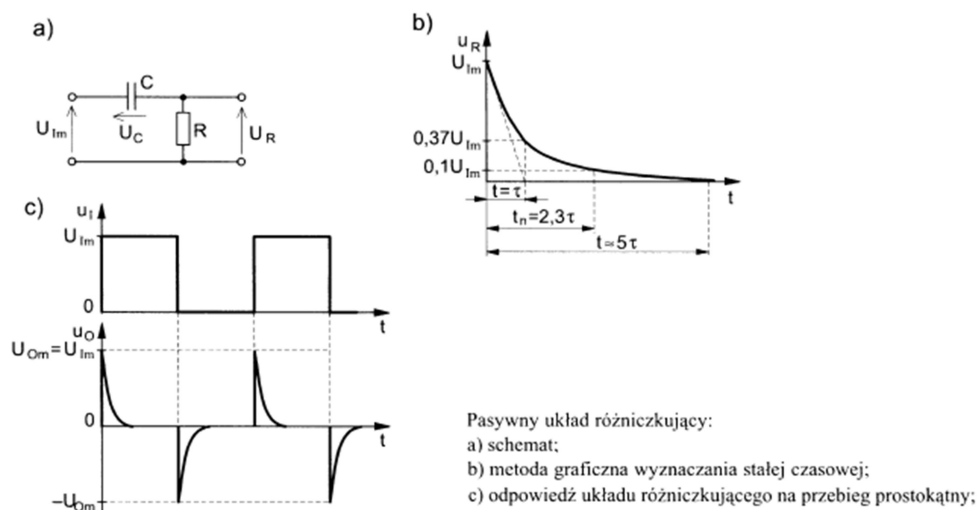 a)
C
U_Im
U_C
R
U_R
b)
u_R
U_Im
0,37U_Im
0,1U_Im
t=τ
t_n=2,3τ
t≃5τ
t
c)
u_I
U_Im
0
t
u_O
U_Om=U_Im
0
t
-U_Om
Pasywny układ różniczkujący:
a) schemat;
b) metoda graficzna wyznaczania stałej czasowej;
c) odpowiedź układu różniczkującego na przebieg prostokątny;